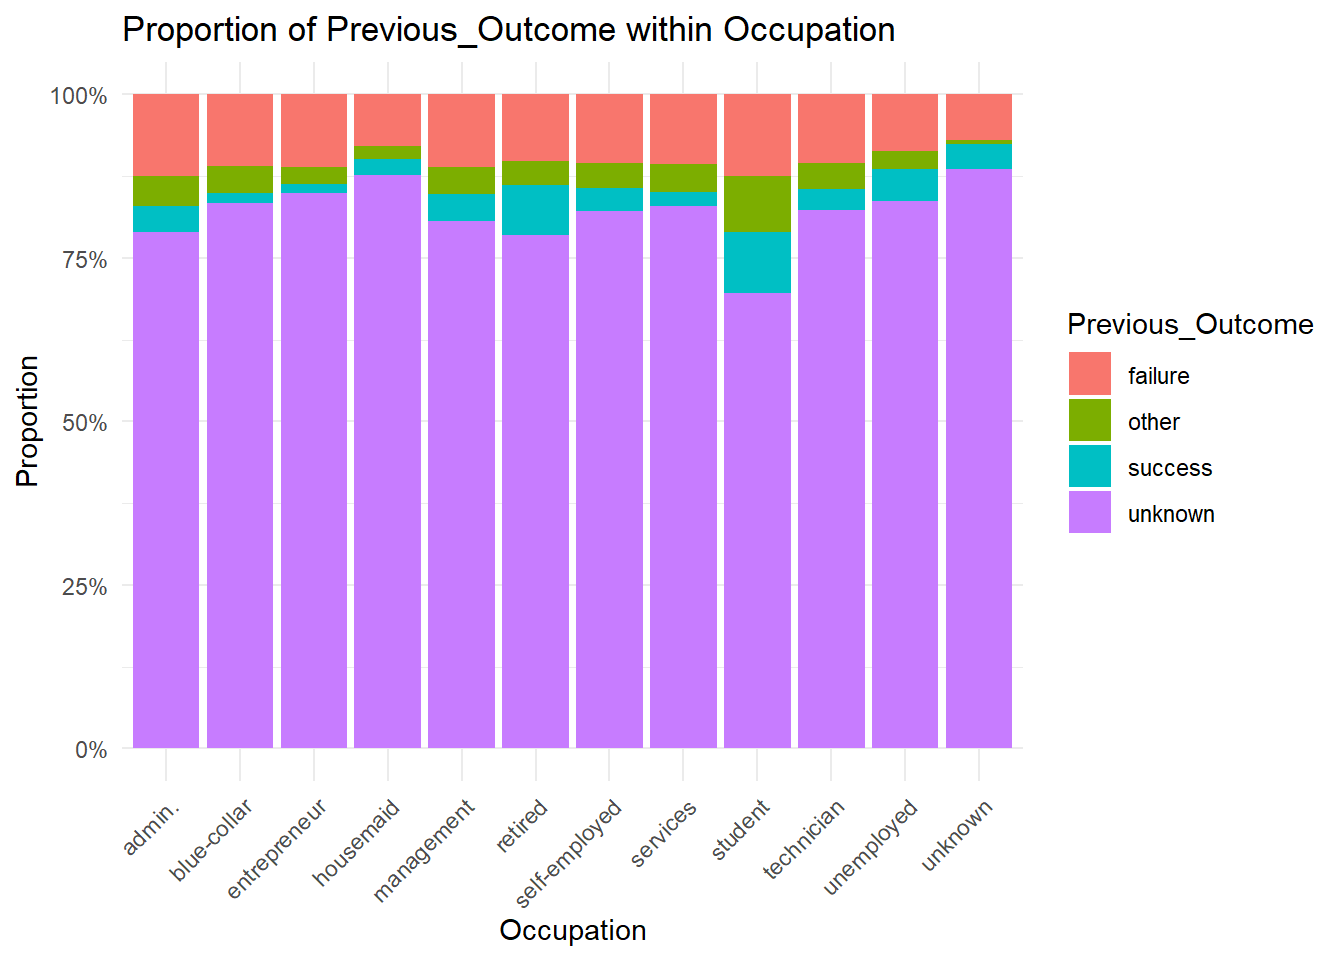 Proportion of Previous_Outcome within Occupation
100%
75%
50%
25%
0%
Proportion
admin.
blue-collar
entrepreneur
housemaid
management
retired
self-employed
services
student
technician
unemployed
unknown
Occupation
Previous_Outcome
failure
other
success
unknown